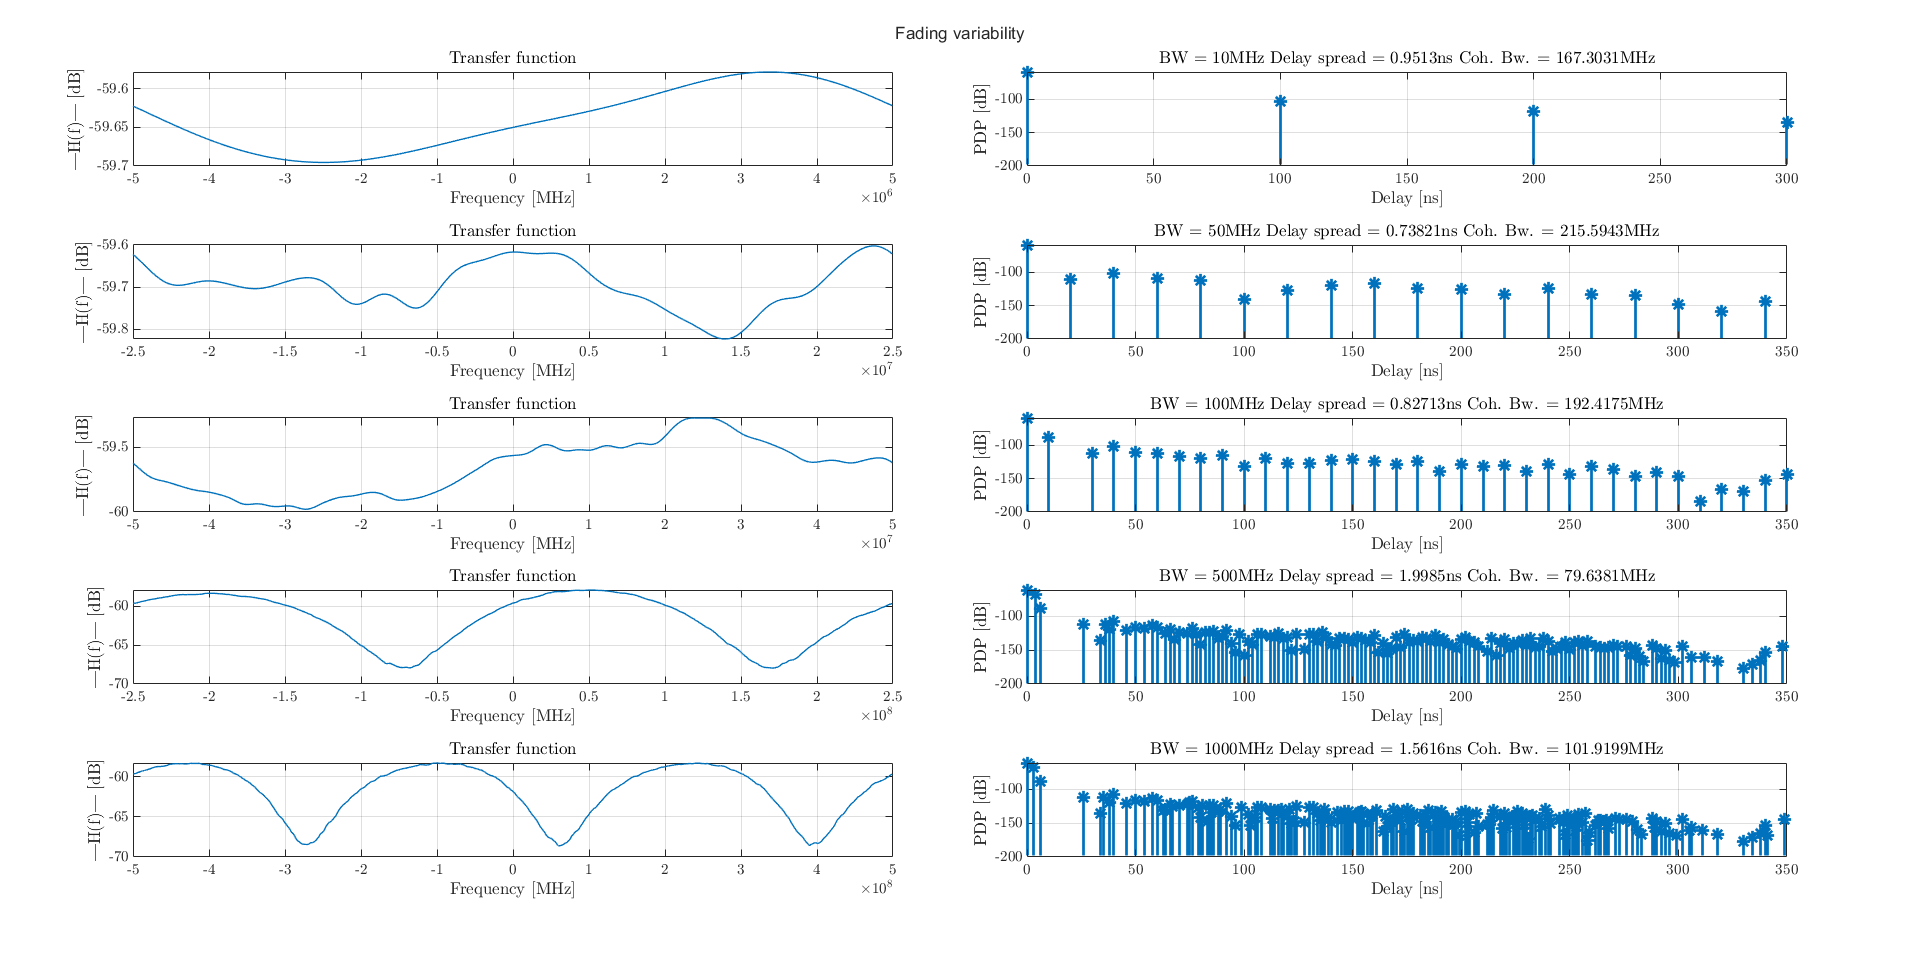 Fading variability
Transfer function
—H(f)— [dB]
-59.6
-59.65
-59.7
-5 -4 -3 -2 -1 0 1 2 3 4 5
Frequency [MHz]
×10^6
BW = 10MHz Delay spread = 0.9513ns Coh. Bw. = 167.3031MHz
PDP [dB]
-100
-150
-200
0 50 100 150 200 250 300
Delay [ns]
Transfer function
—H(f)— [dB]
-59.6
-59.7
-59.8
-2.5 -2 -1.5 -1 -0.5 0 0.5 1 1.5 2 2.5
Frequency [MHz]
×10^7
BW = 50MHz Delay spread = 0.73821ns Coh. Bw. = 215.5943MHz
PDP [dB]
-100
-150
-200
0 50 100 150 200 250 300 350
Delay [ns]
Transfer function
—H(f)— [dB]
-59.5
-60
-5 -4 -3 -2 -1 0 1 2 3 4 5
Frequency [MHz]
×10^7
BW = 100MHz Delay spread = 0.82713ns Coh. Bw. = 192.4175MHz
PDP [dB]
-100
-150
-200
0 50 100 150 200 250 300 350
Delay [ns]
Transfer function
—H(f)— [dB]
-60
-65
-70
-2.5 -2 -1.5 -1 -0.5 0 0.5 1 1.5 2 2.5
Frequency [MHz]
×10^8
BW = 500MHz Delay spread = 1.9985ns Coh. Bw. = 79.6381MHz
PDP [dB]
-100
-150
-200
0 50 100 150 200 250 300 350
Delay [ns]
Transfer function
—H(f)— [dB]
-60
-65
-70
-5 -4 -3 -2 -1 0 1 2 3 4 5
Frequency [MHz]
×10^8
BW = 1000MHz Delay spread = 1.5616ns Coh. Bw. = 101.9199MHz
PDP [dB]
-100
-150
-200
0 50 100 150 200 250 300 350
Delay [ns]